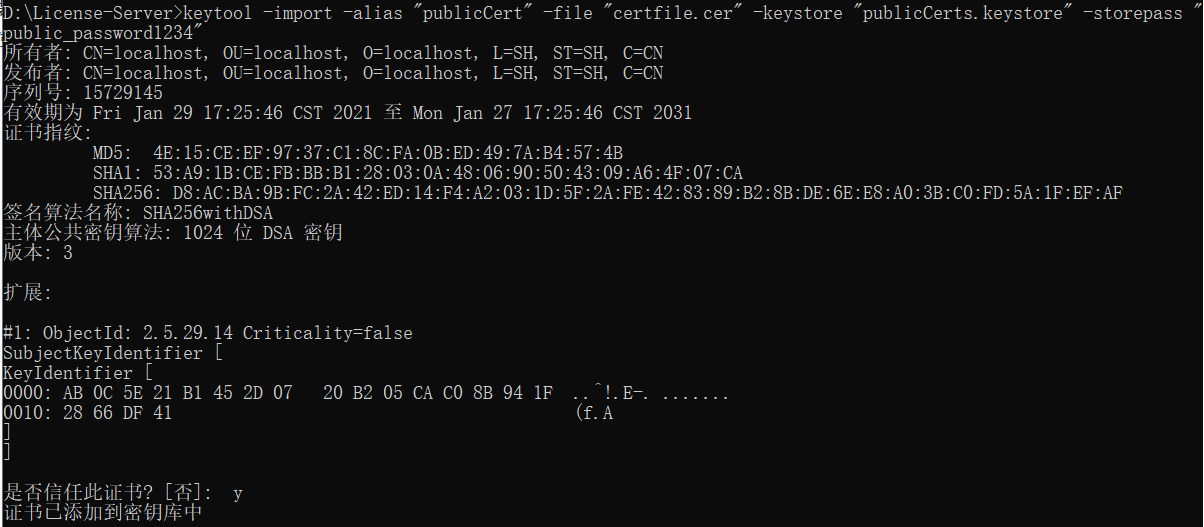 D:\License-Server>keytool -import -alias "publicCert" -file "certfile.cer" -keystore "publicCerts.keystore" -storepass "
public_password1234"
所有者: CN=localhost, OU=localhost, O=localhost, L=SH, ST=SH, C=CN
发布者: CN=localhost, OU=localhost, O=localhost, L=SH, ST=SH, C=CN
序列号: 15729145
有效期为 Fri Jan 29 17:25:46 CST 2021 至 Mon Jan 27 17:25:46 CST 2031
证书指纹:
MD5: 4E:15:CE:EF:97:37:C1:8C:FA:0B:ED:49:7A:B4:57:4B
SHA1: 53:A9:1B:CE:FB:BB:B1:28:03:0A:48:06:90:50:43:09:A6:4F:07:CA
SHA256: D8:AC:BA:9B:FC:2A:42:ED:14:F4:A2:03:1D:5F:2A:FE:42:83:89:B2:8B:DE:6E:E8:A0:3B:C0:FD:5A:1F:EF:AF
签名算法名称: SHA256withDSA
主体公共密钥算法: 1024 位 DSA 密钥
版本: 3
扩展:
#1: ObjectId: 2.5.29.14 Criticality=false
SubjectKeyIdentifier [
KeyIdentifier [
0000: AB 0C 5E 21 B1 45 2D 07   20 B2 05 CA C0 8B 94 1F  ..^!.E-. .......
0010: 28 66 DF 41                                        (f.A
]
]
是否信任此证书? [否]:  y
证书已添加到密钥库中